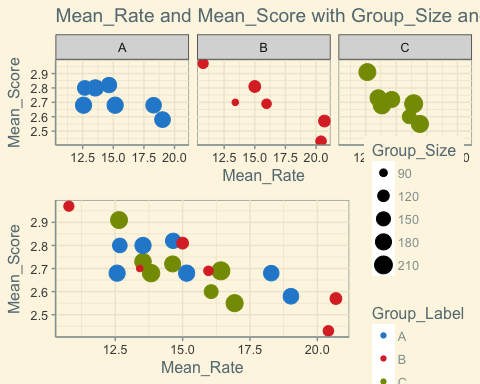 Mean_Rate and Mean_Score with Group_Size an
A B C
Mean_Score
2.9
2.8
2.7
2.6
2.5
12.5 15.0 17.5 20.0 12.5 15.0 17.5 20.0 12 0
Mean_Rate
Group_Size
90
120
150
180
210
Mean_Score
2.9
2.8
2.7
2.6
2.5
12.5 15.0 17.5 20.0
Mean_Rate
Group_Label
A
B
C